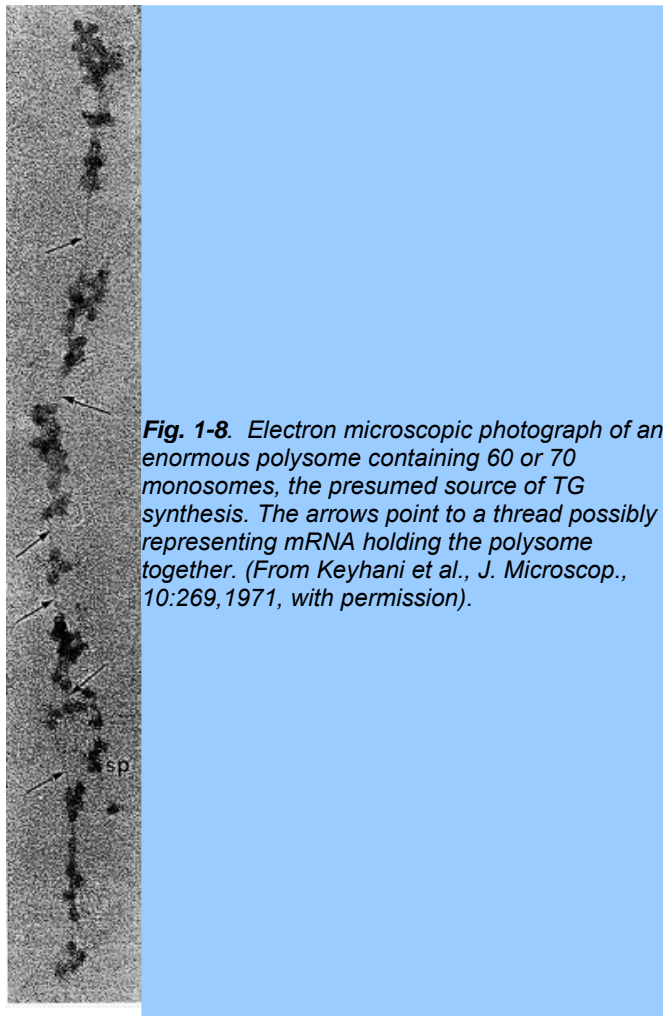 Fig. 1-8.  Electron microscopic photograph of an
enormous polysome containing 60 or 70
monosomes, the presumed source of TG
synthesis. The arrows point to a thread possibly
representing mRNA holding the polysome
together. (From Keyhani et al., J. Microscop.,
10:269,1971, with permission).
sp